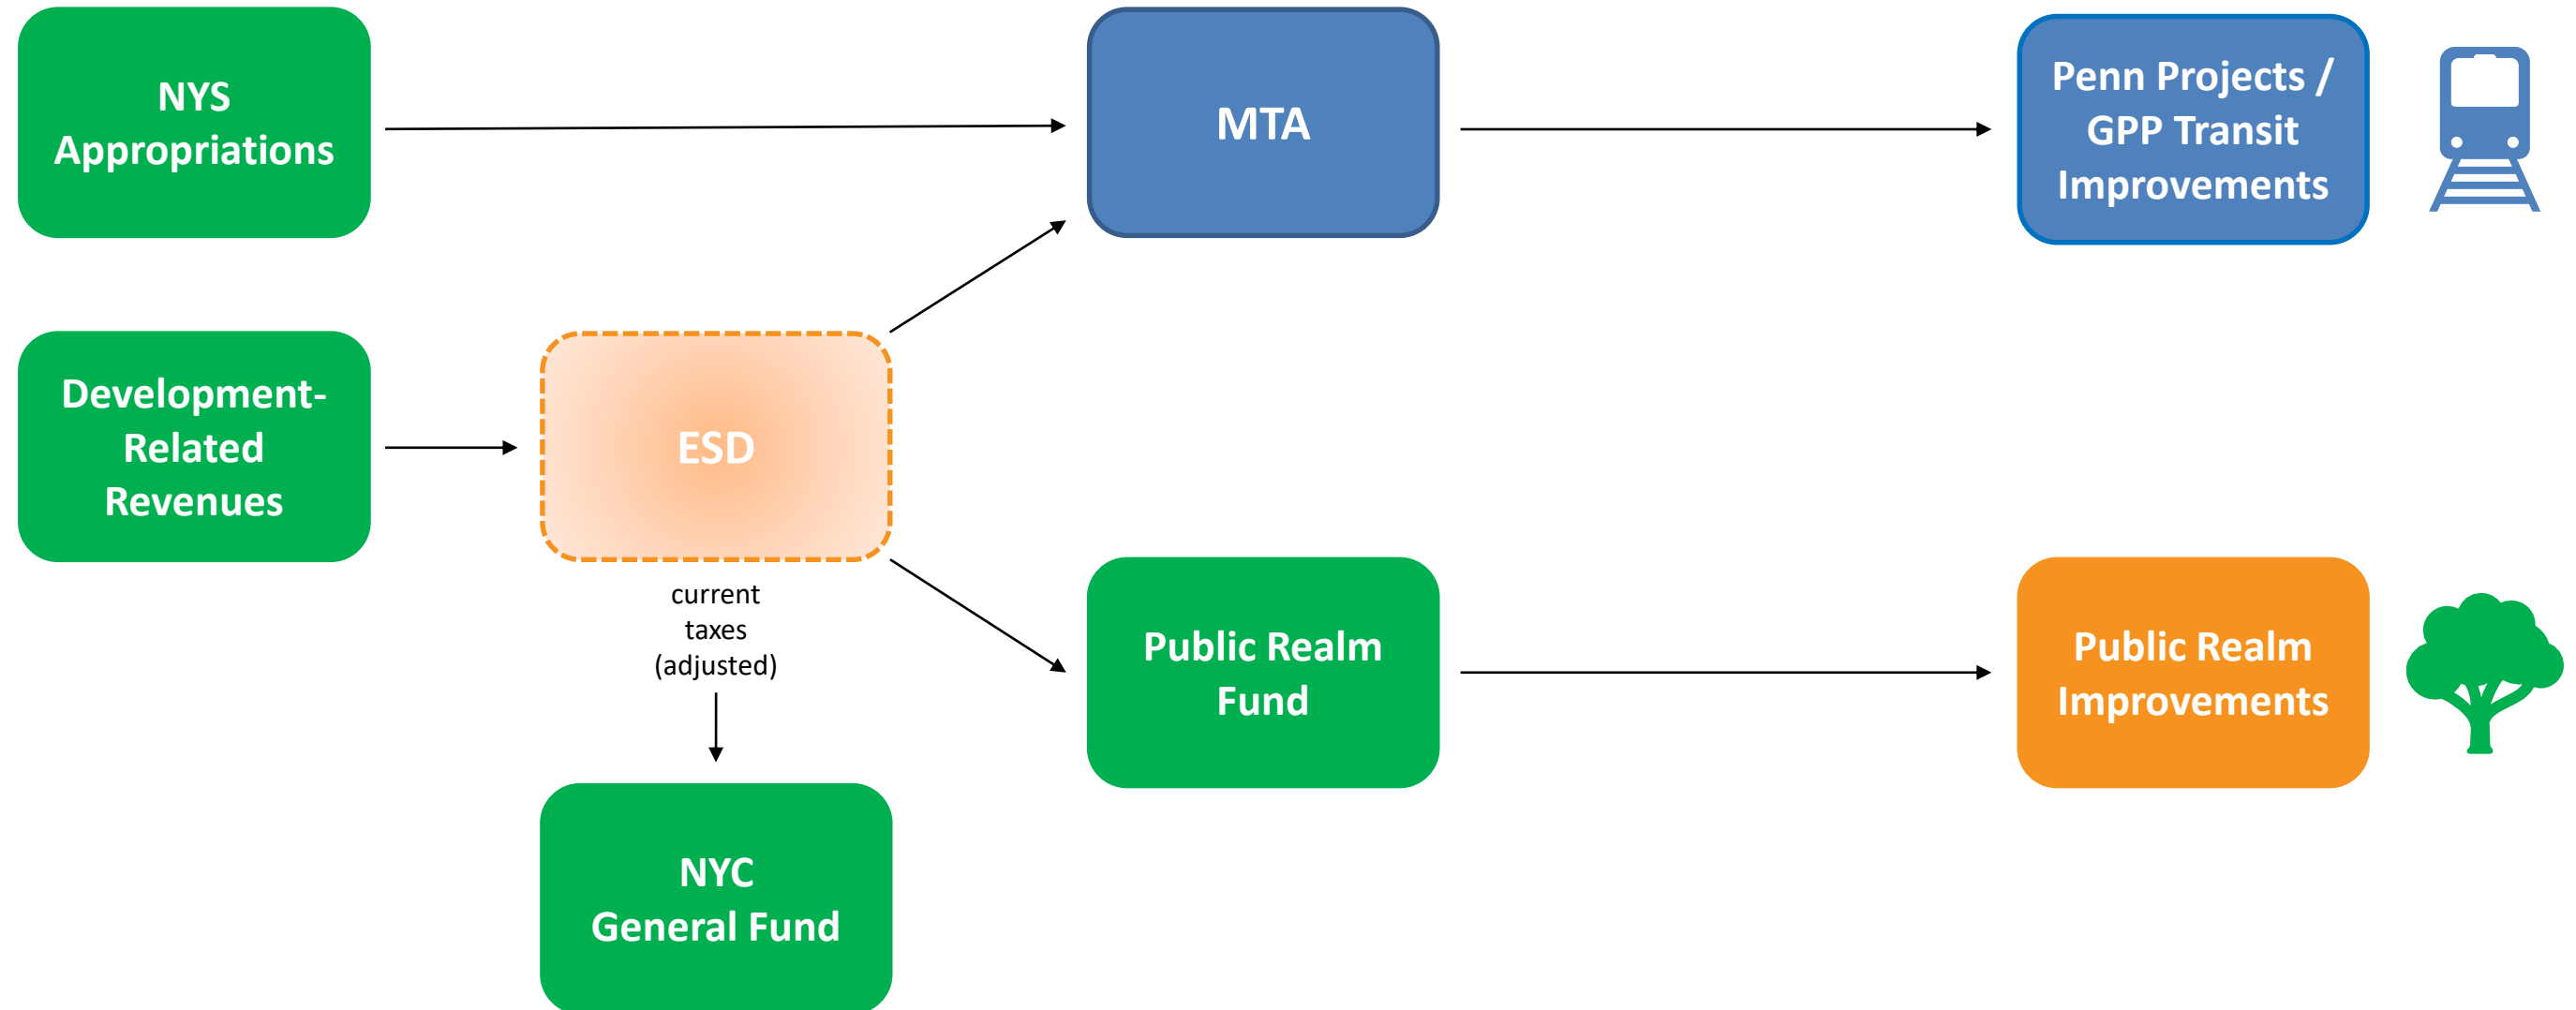 NYS
Appropriations
MTA
Penn Projects /
GPP Transit
Improvements
Development-
Related
Revenues
ESD
current
taxes
(adjusted)
Public Realm
Fund
Public Realm
Improvements
NYC
General Fund